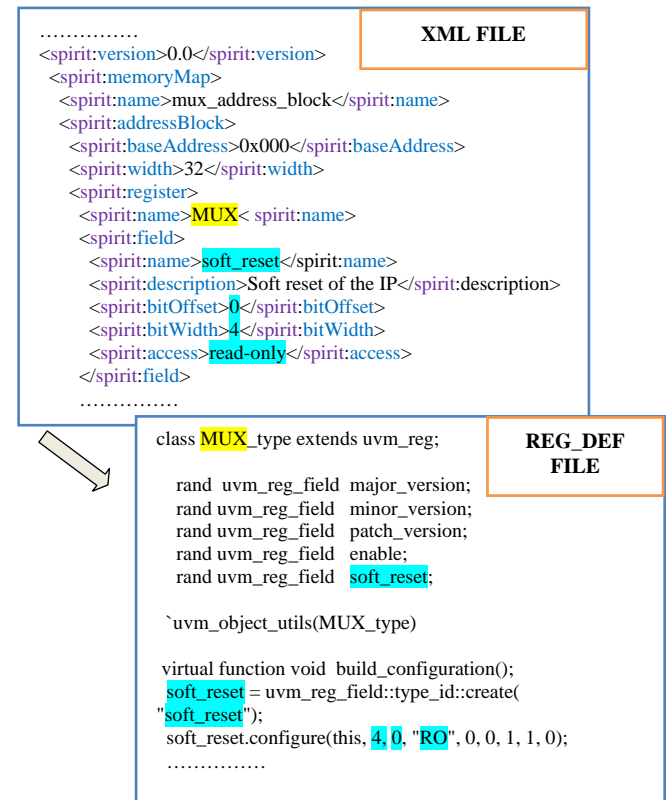 ……………
XML FILE
<spirit:version>0.0</spirit:version>
<spirit:memoryMap>
<spirit:name>mux_address_block</spirit:name>
<spirit:addressBlock>
<spirit:baseAddress>0x000</spirit:baseAddress>
<spirit:width>32</spirit:width>
<spirit:register>
<spirit:name>MUX< spirit:name>
<spirit:field>
<spirit:name>soft_reset</spirit:name>
<spirit:description>Soft reset of the IP</spirit:description>
<spirit:bitOffset>0</spirit:bitOffset>
<spirit:bitWidth>4</spirit:bitWidth>
<spirit:access>read-only</spirit:access>
</spirit:field>
……………
REG_DEF
FILE
class MUX_type extends uvm_reg;
rand uvm_reg_field major_version;
rand uvm_reg_field minor_version;
rand uvm_reg_field patch_version;
rand uvm_reg_field enable;
rand uvm_reg_field soft_reset;
`uvm_object_utils(MUX_type)
virtual function void build_configuration();
soft_reset = uvm_reg_field::type_id::create(
"soft_reset");
soft_reset.configure(this, 4, 0, "RO", 0, 0, 1, 1, 0);
……………